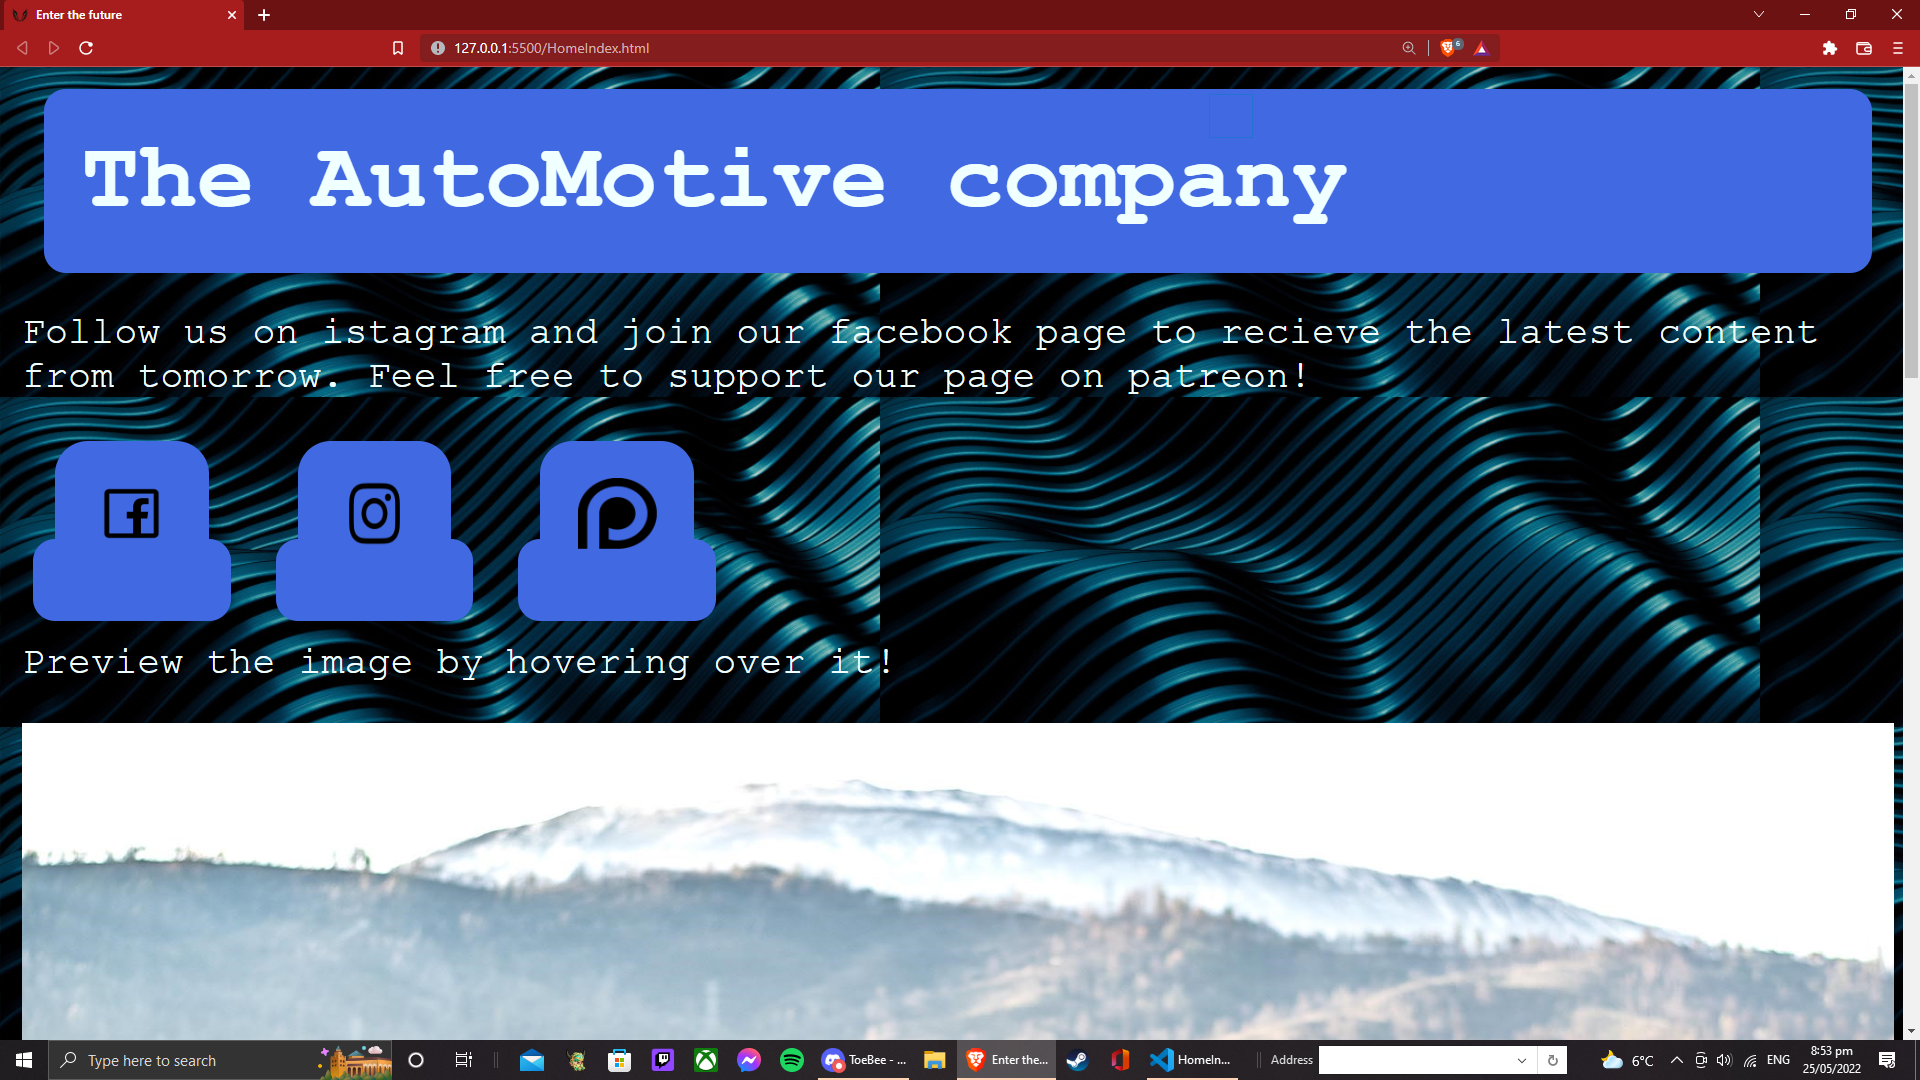 Enter the future
127.0.0.1:5500/HomeIndex.html
6
The AutoMotive company
Follow us on istagram and join our facebook page to recieve the latest content
from tomorrow. Feel free to support our page on patreon!
Preview the image by hovering over it!
Type here to search
ToeBee - ...
Enter the...
HomeIn...
Address
6°C
ENG
8:53 pm
25/05/2022